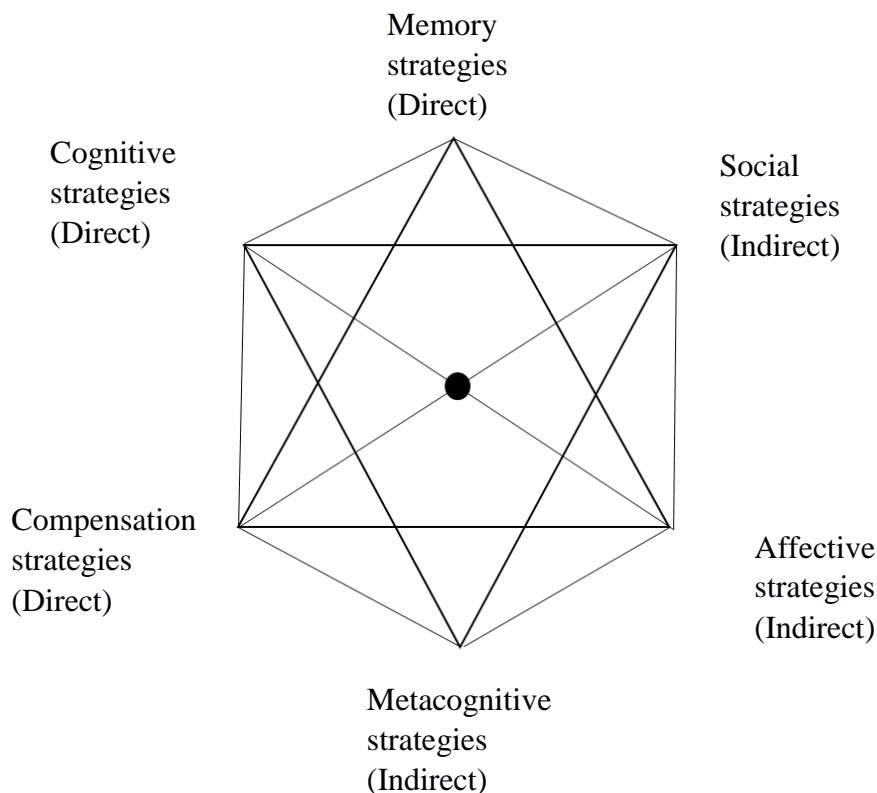 Memory
strategies
(Direct)
Cognitive
strategies
(Direct)
Social
strategies
(Indirect)
Compensation
strategies
(Direct)
Affective
strategies
(Indirect)
Metacognitive
strategies
(Indirect)